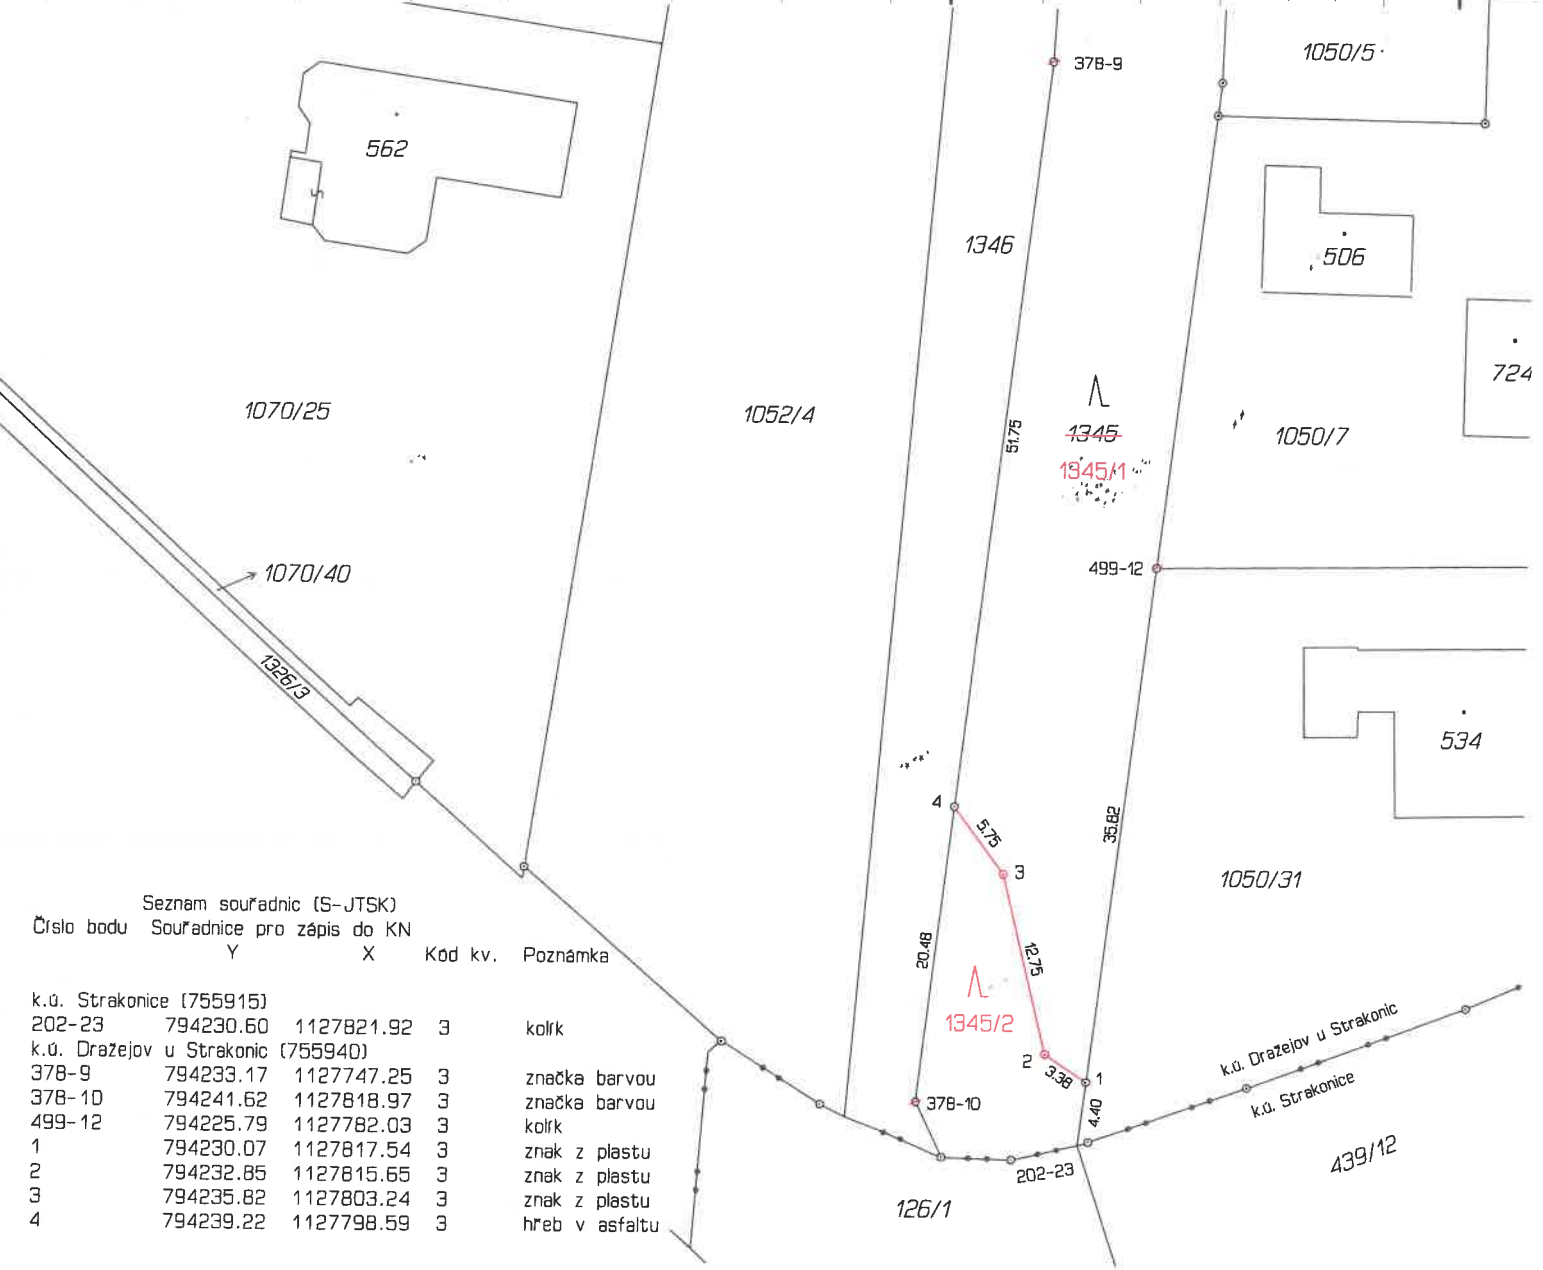 1050/5
378-9
562
1346
506
724
1070/25
1052/4
51.75
1345
1345/1
1050/7
1070/40
499-12
1326/3
534
4
5.75
35.82
3
1050/31
20.48
12.75
1345/2
2
3.38
1
378-10
4.40
k.ú. Dražejov u Strakonic
k.ú. Strakonice
202-23
439/12
126/1
Seznam souřadnic (S-JTSK)
Číslo bodu Souřadnice pro zápis do KN
Y X Kód kv. Poznámka
k.ú. Strakonice (755915)
202-23 794230.60 1127821.92 3 kolík
k.ú. Dražejov u Strakonic (755940)
378-9 794233.17 1127747.25 3 značka barvou
378-10 794241.62 1127818.97 3 značka barvou
499-12 794225.79 1127782.03 3 kolík
1 794230.07 1127817.54 3 znak z plastu
2 794232.85 1127815.65 3 znak z plastu
3 794235.82 1127803.24 3 znak z plastu
4 794239.22 1127798.59 3 hřeb v asfaltu